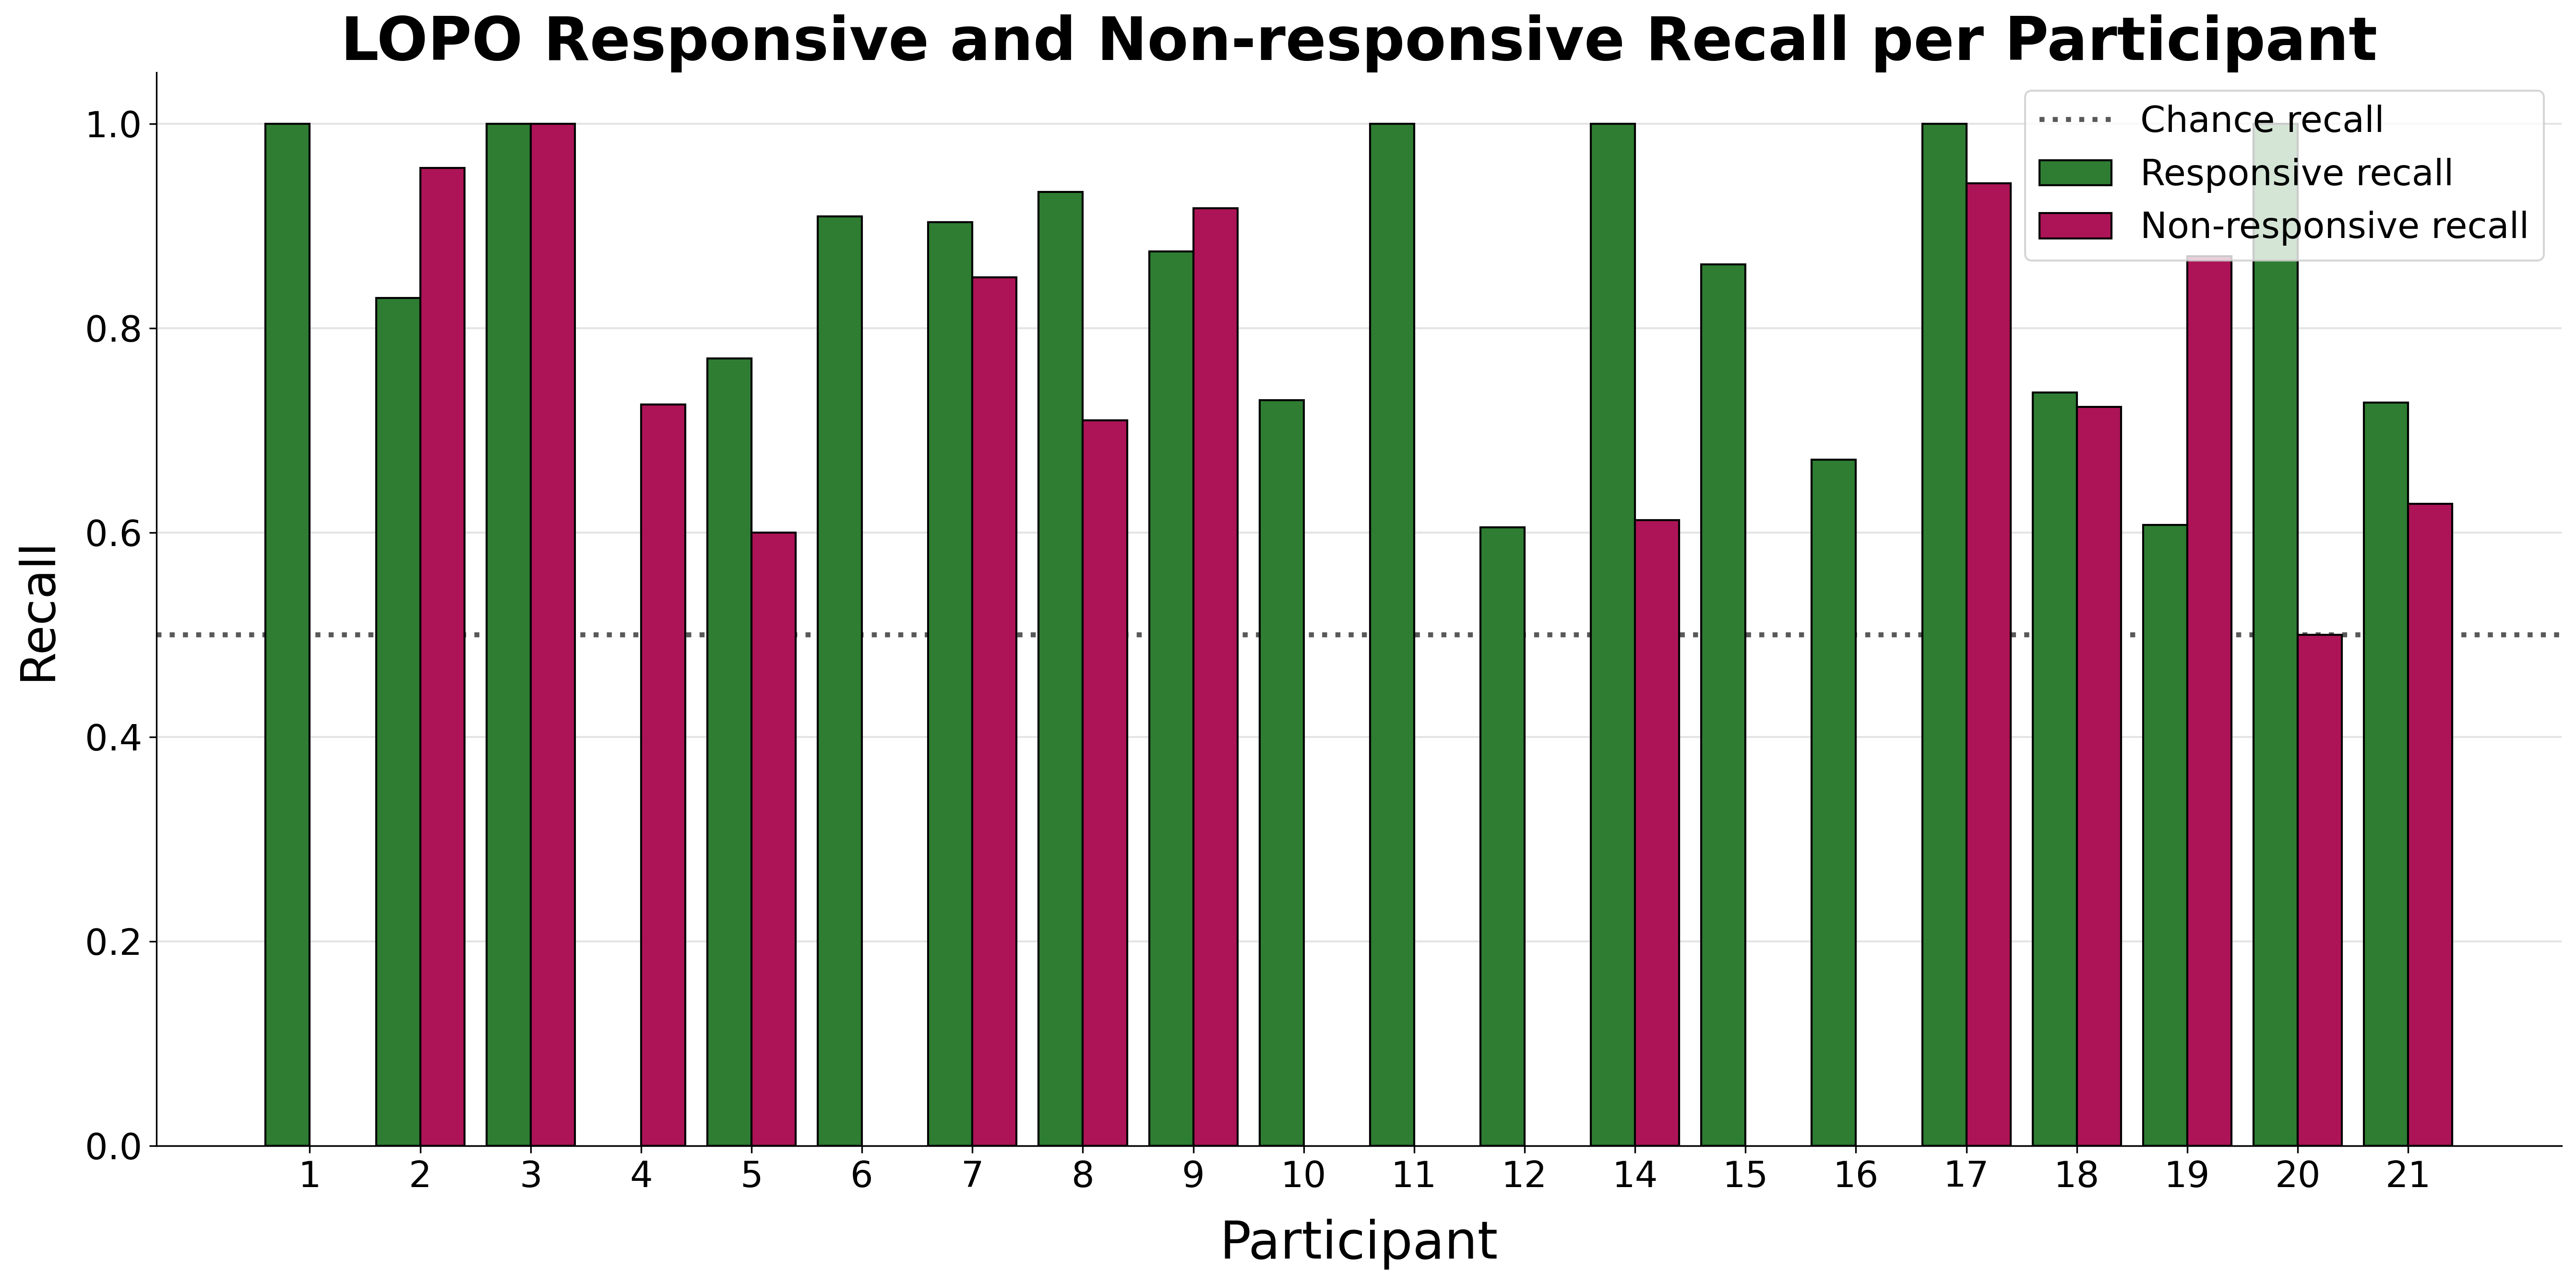 LOPO Responsive and Non-responsive Recall per Participant
Chance recall
Responsive recall
Non-responsive recall
Recall
1.0
0.8
0.6
0.4
0.2
0.0
1 2 3 4 5 6 7 8 9 10 11 12 14 15 16 17 18 19 20 21
Participant